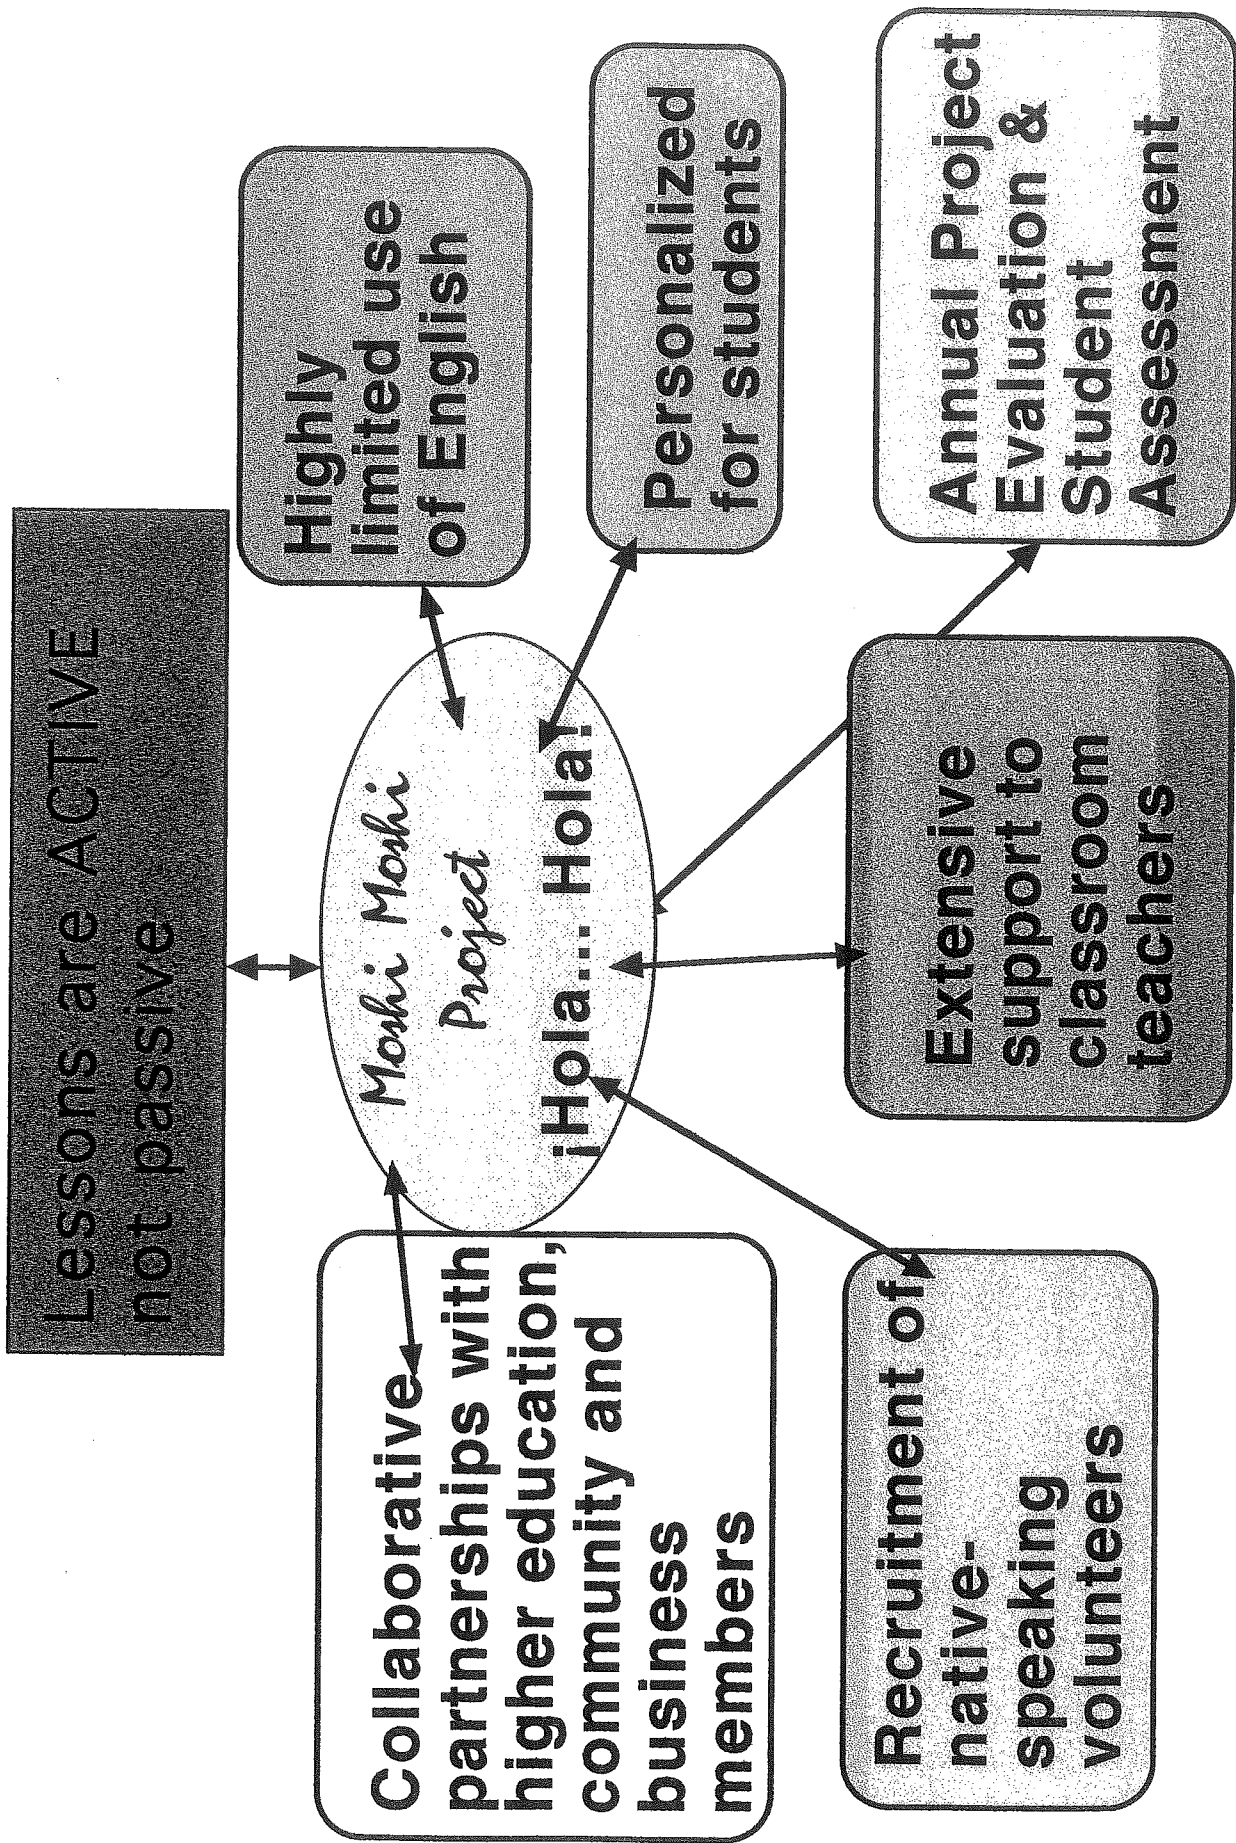 Lessons are ACTIVE
not passive
Collaborative
partnerships with
higher education,
community and
business
members
Moshi Moshi
Project
¡Hola... Hola!
Highly
limited use
of English
Personalized
for students
Recruitment of
native-
speaking
volunteers
Extensive
support to
classroom
teachers
Annual Project
Evaluation &
Student
Assessment